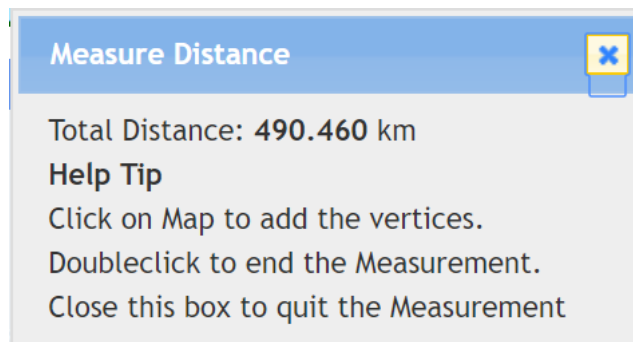 Measure Distance
Total Distance: 490.460 km
Help Tip
Click on Map to add the vertices.
Doubleclick to end the Measurement.
Close this box to quit the Measurement